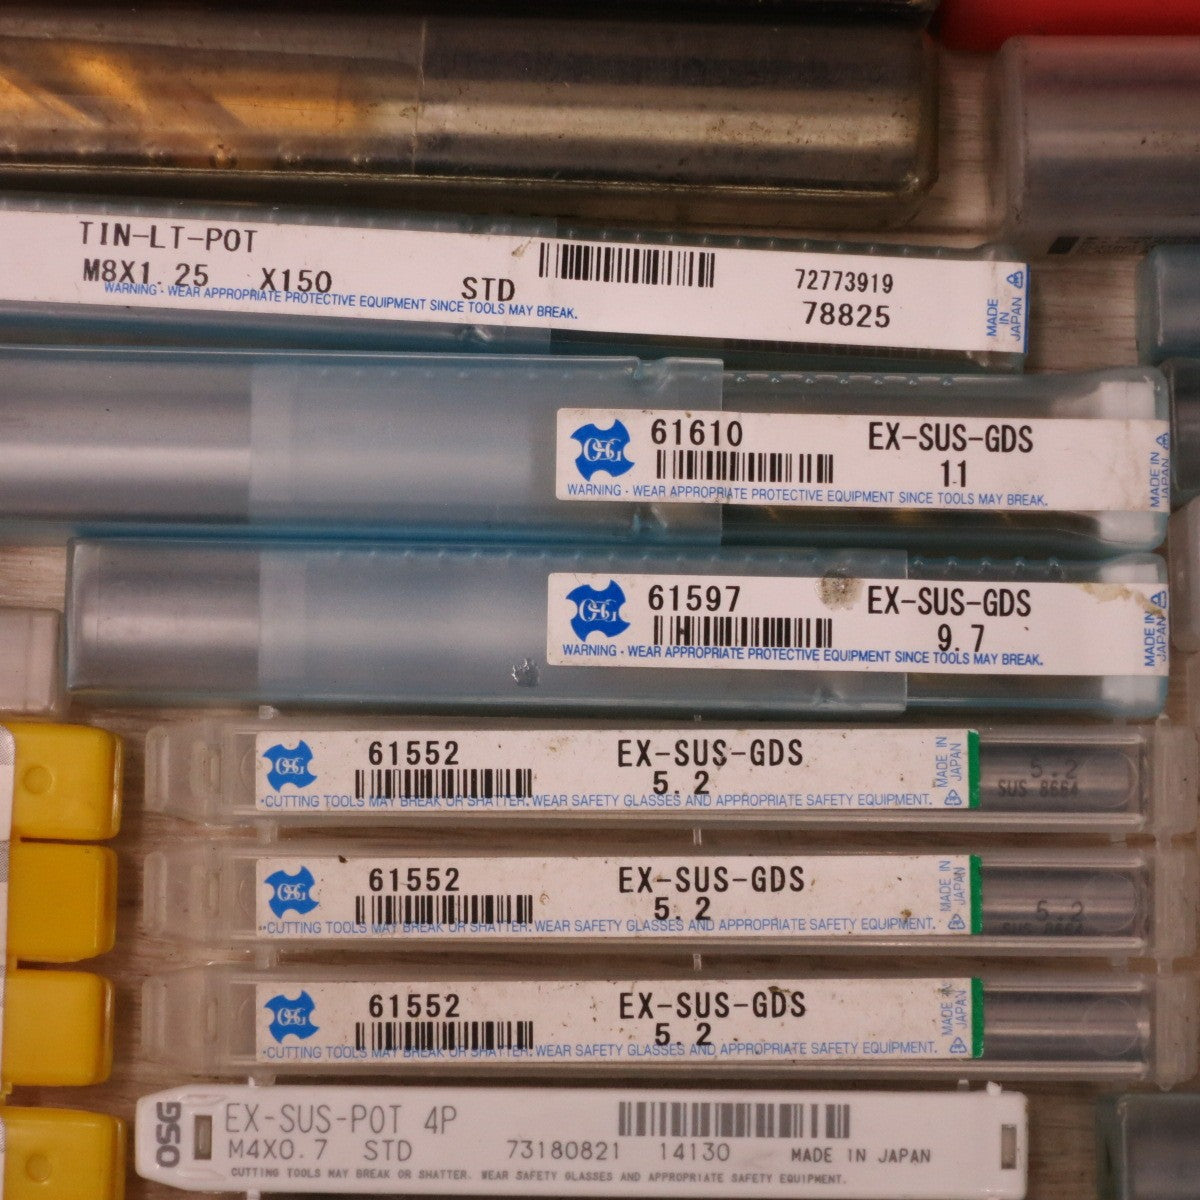 TIN-LT-POT
M8X1.25 X150 STD
72773919
78825
WARNING · WEAR APPROPRIATE PROTECTIVE EQUIPMENT SINCE TOOLS MAY BREAK.
MADE IN JAPAN
OSG 61610 EX-SUS-GDS
11
WARNING · WEAR APPROPRIATE PROTECTIVE EQUIPMENT SINCE TOOLS MAY BREAK.
MADE IN JAPAN
OSG 61597 EX-SUS-GDS
9.7
WARNING · WEAR APPROPRIATE PROTECTIVE EQUIPMENT SINCE TOOLS MAY BREAK.
MADE IN JAPAN
OSG 61552 EX-SUS-GDS
5.2
·CUTTING TOOLS MAY BREAK OR SHATTER. WEAR SAFETY GLASSES AND APPROPRIATE SAFETY EQUIPMENT.
MADE IN JAPAN
5.2
SUS 8664
OSG 61552 EX-SUS-GDS
5.2
·CUTTING TOOLS MAY BREAK OR SHATTER. WEAR SAFETY GLASSES AND APPROPRIATE SAFETY EQUIPMENT.
MADE IN JAPAN
5.2
OSG 61552 EX-SUS-GDS
5.2
·CUTTING TOOLS MAY BREAK OR SHATTER. WEAR SAFETY GLASSES AND APPROPRIATE SAFETY EQUIPMENT.
MADE IN JAPAN
OSG EX-SUS-POT 4P
M4X0.7 STD 73180821 14130 MADE IN JAPAN
CUTTING TOOLS MAY BREAK OR SHATTER. WEAR SAFETY GLASSES AND APPROPRIATE SAFETY EQUIPMENT.